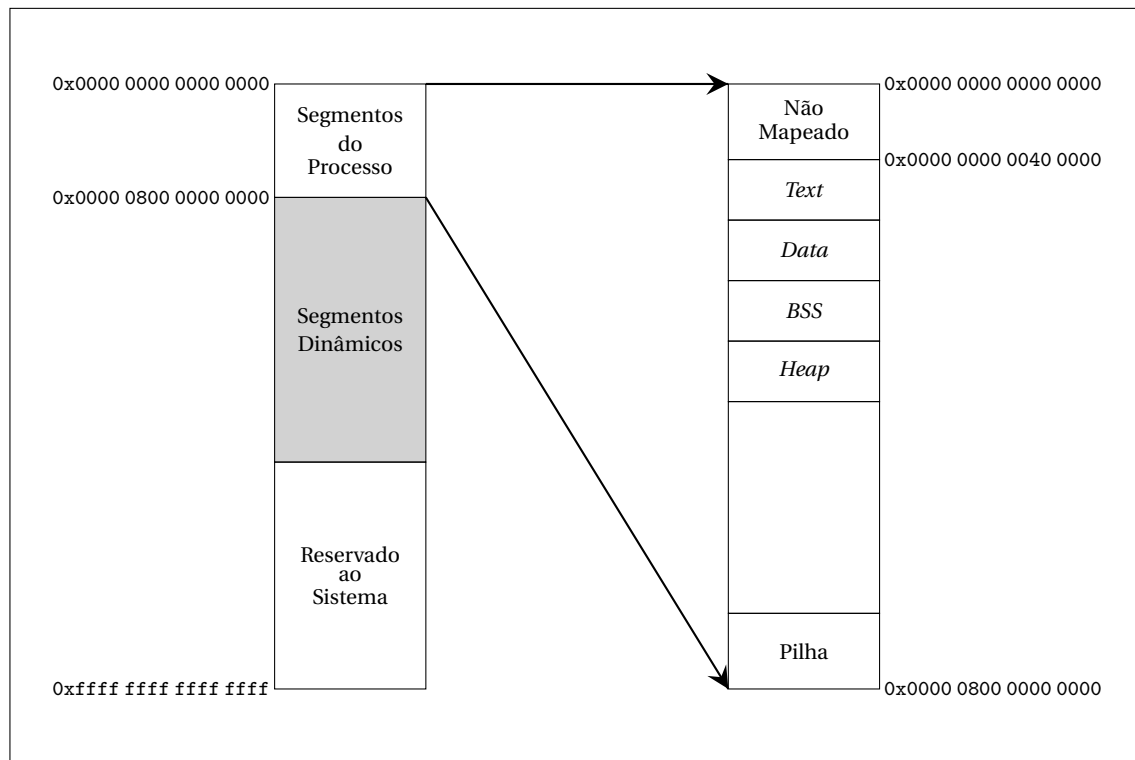 0x0000 0000 0000 0000
Segmentos
do
Processo
0x0000 0800 0000 0000
Segmentos
Dinâmicos
Reservado
ao
Sistema
0xffff ffff ffff ffff
0x0000 0000 0000 0000
Não
Mapeado
0x0000 0000 0040 0000
Text
Data
BSS
Heap
Pilha
0x0000 0800 0000 0000